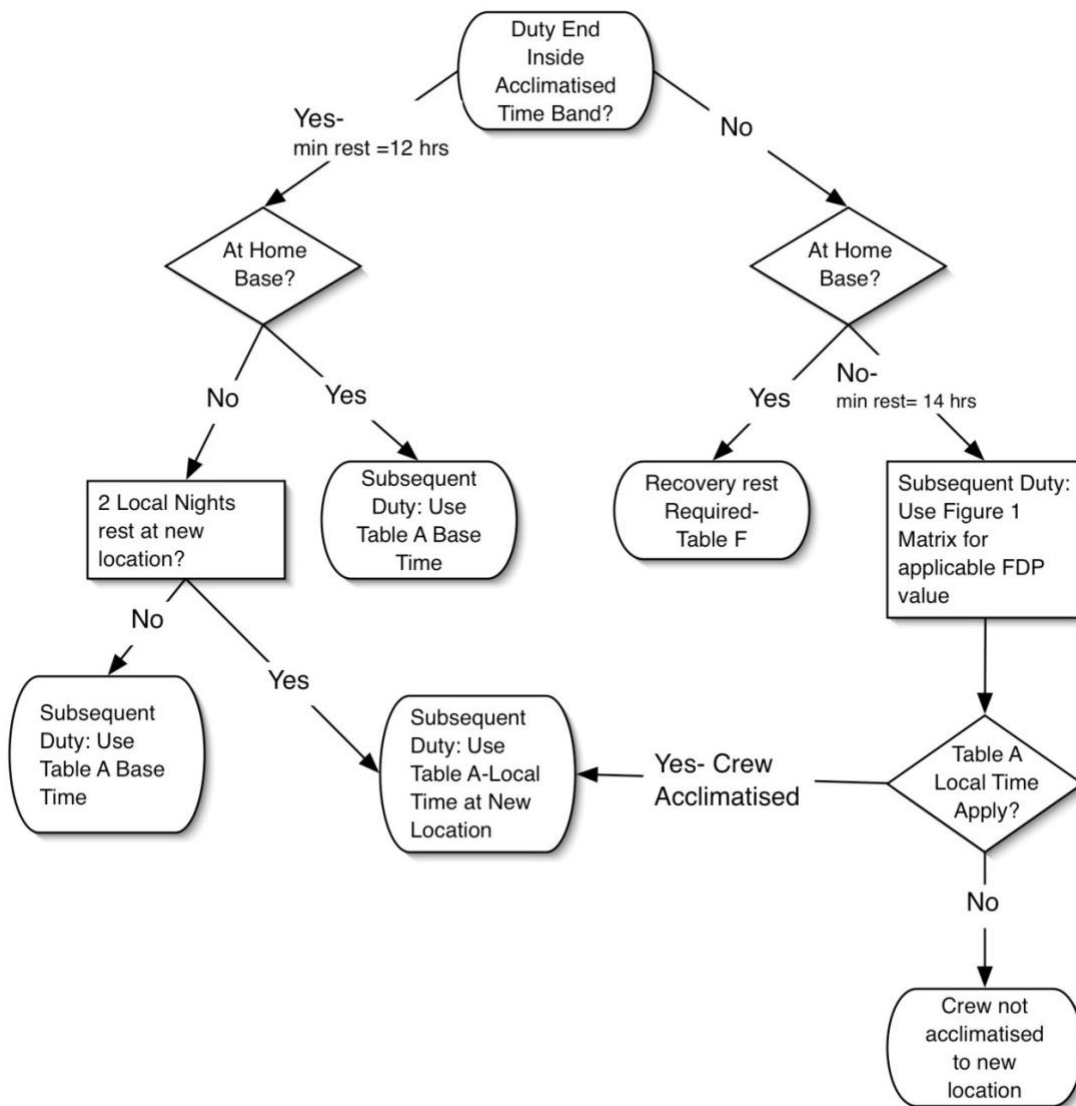 Duty End
Inside
Acclimatised
Time Band?
Yes-
min rest =12 hrs
No
At Home
Base?
At Home
Base?
No
Yes
Yes
No-
min rest= 14 hrs
2 Local Nights
rest at new
location?
Subsequent
Duty: Use
Table A Base
Time
Recovery rest
Required-
Table F
Subsequent Duty:
Use Figure 1
Matrix for
applicable FDP
value
No
Yes
Subsequent
Duty: Use
Table A Base
Time
Subsequent
Duty: Use
Table A-Local
Time at New
Location
Yes- Crew
Acclimatised
Table A
Local Time
Apply?
No
Crew not
acclimatised
to new
location